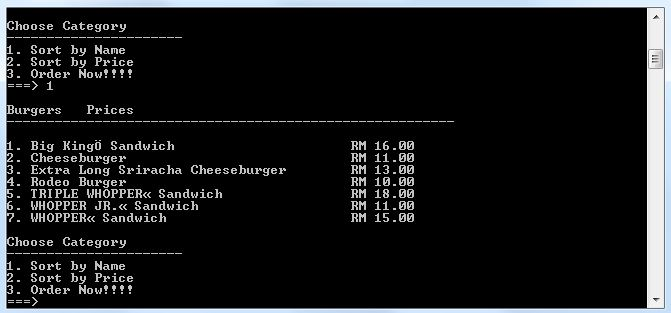 Choose Category
1. Sort by Name
2. Sort by Price
3. Order Now!!!!
===> 1
Burgers   Prices
1. Big KingÖ Sandwich RM 16.00
2. Cheeseburger RM 11.00
3. Extra Long Sriracha Cheeseburger RM 13.00
4. Rodeo Burger RM 10.00
5. TRIPLE WHOPPER« Sandwich RM 18.00
6. WHOPPER JR.« Sandwich RM 11.00
7. WHOPPER« Sandwich RM 15.00
Choose Category
1. Sort by Name
2. Sort by Price
3. Order Now!!!!
===>